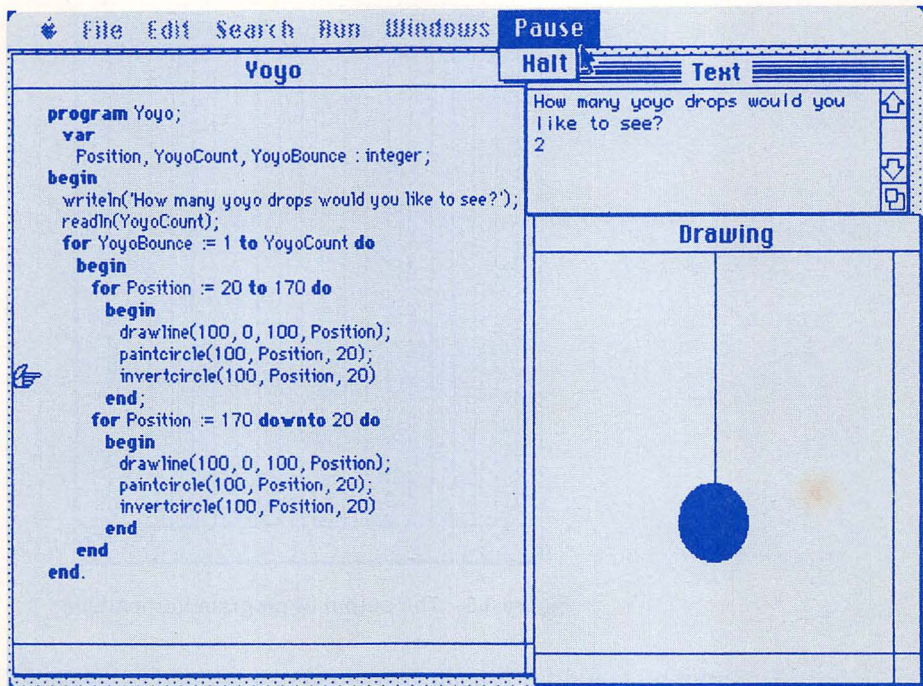 File Edit Search Run Windows Pause
Halt
Yoyo
program Yoyo;
var
Position, YoyoCount, YoyoBounce : integer;
begin
writeln('How many yoyo drops would you like to see?');
readln(YoyoCount);
for YoyoBounce := 1 to YoyoCount do
begin
for Position := 20 to 170 do
begin
drawline(100, 0, 100, Position);
paintcircle(100, Position, 20);
invertcircle(100, Position, 20)
end;
for Position := 170 downto 20 do
begin
drawline(100, 0, 100, Position);
paintcircle(100, Position, 20);
invertcircle(100, Position, 20)
end
end
end.
Text
How many yoyo drops would you
like to see?
2
Drawing